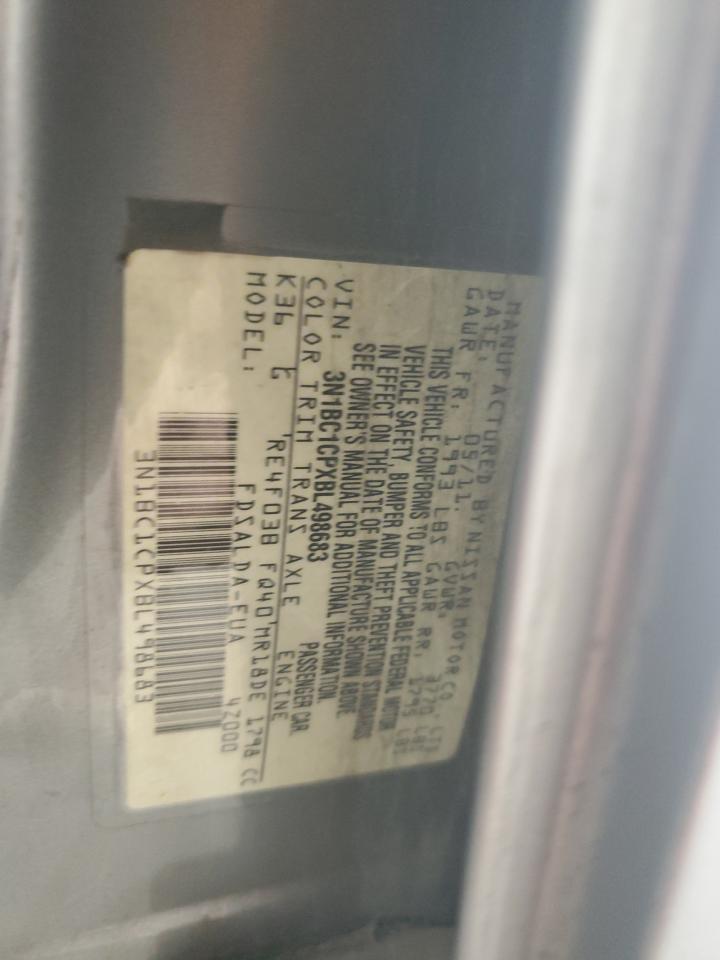 MANUFACTURED BY NISSAN MOTOR CO., LTD.
DATE: 05/11. GVWR: 3770 LBS
GAWR FR: 1993 LBS GAWR RR: 1795 LBS
THIS VEHICLE CONFORMS TO ALL APPLICABLE FEDERAL MOTOR
VEHICLE SAFETY, BUMPER AND THEFT PREVENTION STANDARDS
IN EFFECT ON THE DATE OF MANUFACTURE SHOWN ABOVE.
SEE OWNER'S MANUAL FOR ADDITIONAL INFORMATION.
VIN: 3N1BC1CPXBL498683 PASSENGER CAR
COLOR TRIM TRANS AXLE ENGINE
K36 G 'RE4F03B FQ40'MR18DE 1798 CC
MODEL: FDSALDA-EUA 4Z000
3N1BC1CPXBL498683